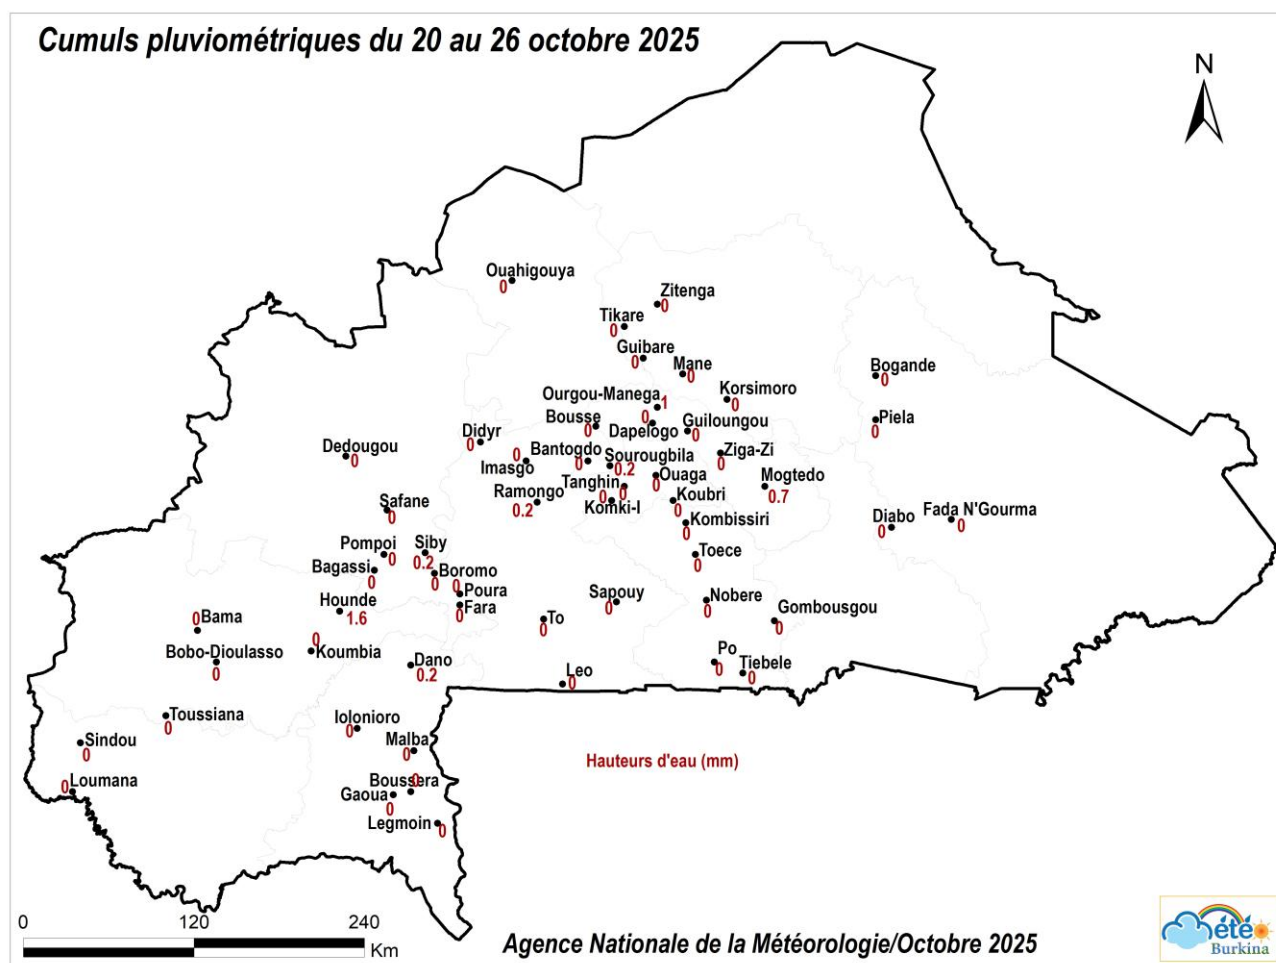 Cumuls pluviométriques du 20 au 26 octobre 2025
N
Ouahigouya
0
Zitenga
0
Tikare
0
Guibare
0
Mane
0
Bogande
0
Korsimoro
0
Ourgou-Manega
1
Bousse
0
0
Dapelogo
Guiloungou
0
Piela
0
Didyr
0
Dedougou
0
0
Imasgo
Bantogdo
0
Sourougbila
0.2
Ziga-Zi
0
Ouaga
0
Mogtedo
0.7
Tanghin
0
Ramongo
0.2
0
Komki-I
Koubri
0
Safane
0
Kombissiri
Diabo
0
Fada N'Gourma
0
Pompoi
0
Siby
0.2
Toece
0
Bagassi
0
Boromo
0
0
Poura
Hounde
1.6
Fara
0
Sapouy
0
Nobere
0
Gombousgou
0
0
Bama
To
0
0
Koumbia
Bobo-Dioulasso
0
Dano
0.2
Po
0
Tiebele
0
Leo
0
Toussiana
0
Iolonioro
0
Sindou
0
Malba
0
Hauteurs d'eau (mm)
0
Loumana
Boussera
0
Gaoua
0
Legmoin
0
0
120
240
Km
Agence Nationale de la Météorologie/Octobre 2025
Météo
Burkina